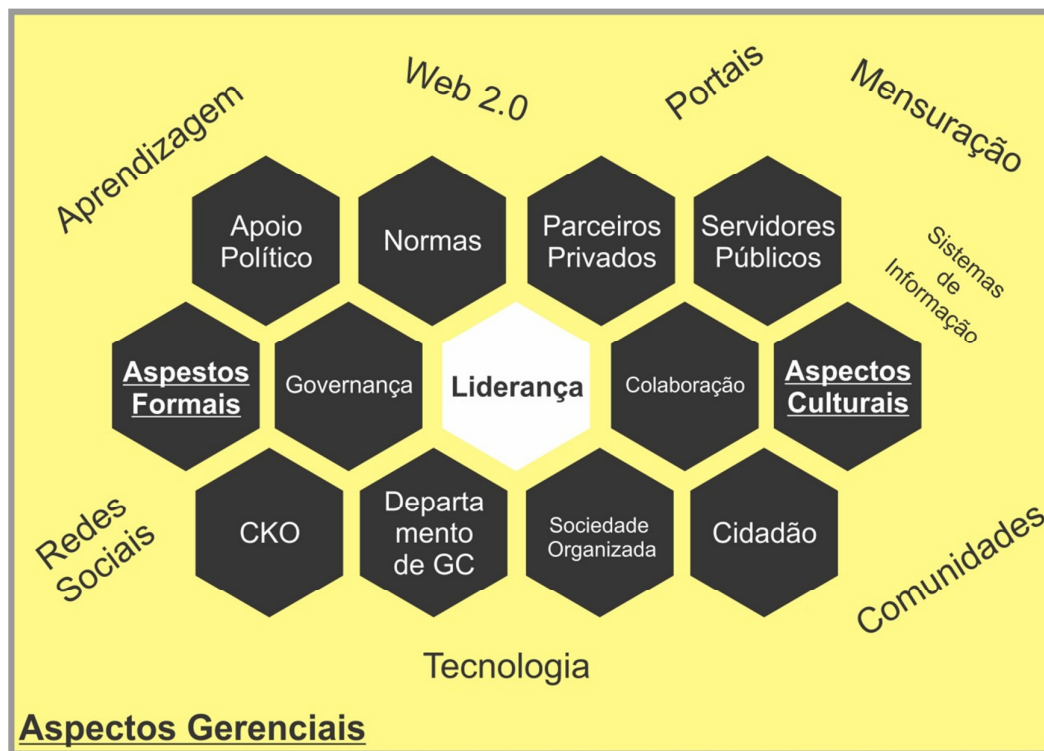 Aprendizagem
Web 2.0
Portais
Mensuração
Apoio
Político
Normas
Parceiros
Privados
Servidores
Públicos
Sistemas
de
Informação
Aspestos
Formais
Governança
Liderança
Colaboração
Aspectos
Culturais
Redes
Sociais
CKO
Departa
mento
de GC
Sociedade
Organizada
Cidadão
Comunidades
Tecnologia
Aspectos Gerenciais